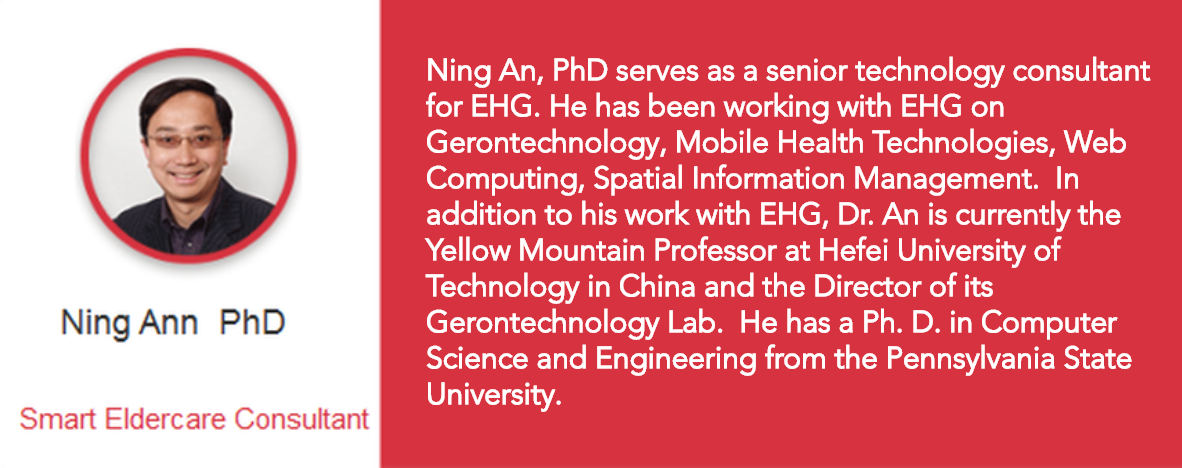 Ning Ann  PhD
Smart Eldercare Consultant
Ning An, PhD serves as a senior technology consultant
for EHG. He has been working with EHG on
Gerontechnology, Mobile Health Technologies, Web
Computing, Spatial Information Management.  In
addition to his work with EHG, Dr. An is currently the
Yellow Mountain Professor at Hefei University of
Technology in China and the Director of its
Gerontechnology Lab.  He has a Ph. D. in Computer
Science and Engineering from the Pennsylvania State
University.